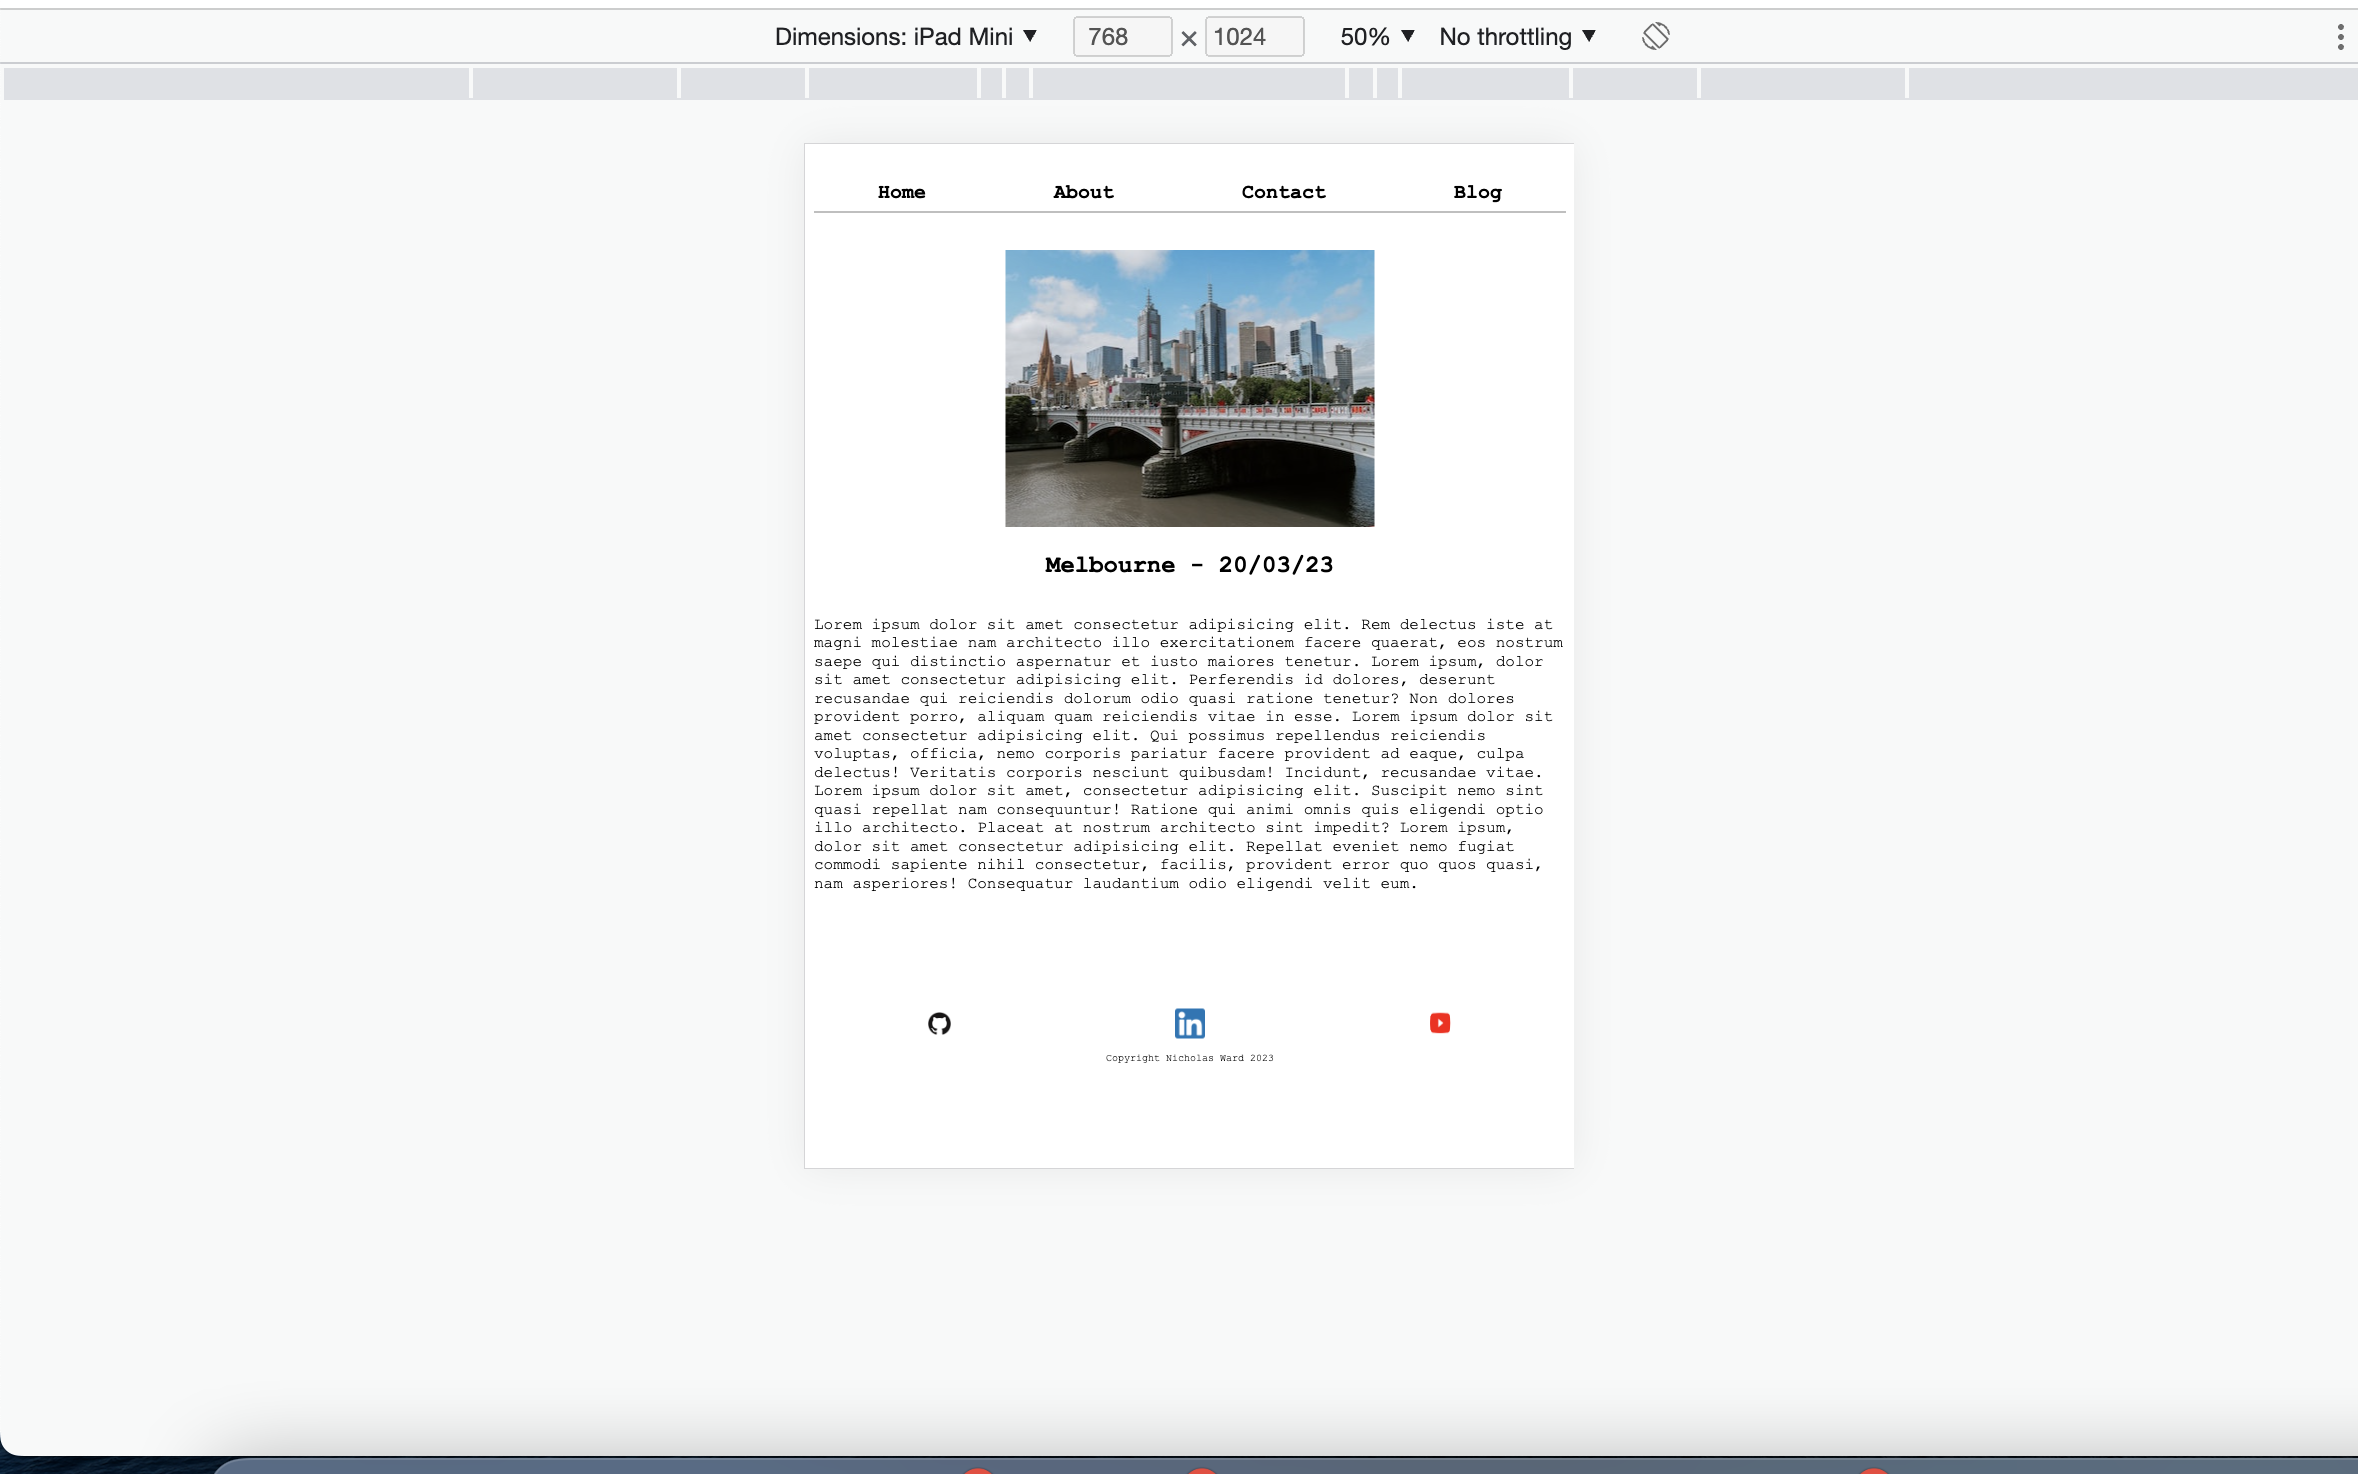 Dimensions: iPad Mini ▼ 768 × 1024 50% ▼ No throttling ▼
Home About Contact Blog
Melbourne - 20/03/23
Lorem ipsum dolor sit amet consectetur adipisicing elit. Rem delectus iste at
magni molestiae nam architecto illo exercitationem facere quaerat, eos nostrum
saepe qui distinctio aspernatur et iusto maiores tenetur. Lorem ipsum, dolor
sit amet consectetur adipisicing elit. Perferendis id dolores, deserunt
recusandae qui reiciendis dolorum odio quasi ratione tenetur? Non dolores
provident porro, aliquam quam reiciendis vitae in esse. Lorem ipsum dolor sit
amet consectetur adipisicing elit. Qui possimus repellendus reiciendis
voluptas, officia, nemo corporis pariatur facere provident ad eaque, culpa
delectus! Veritatis corporis nesciunt quibusdam! Incidunt, recusandae vitae.
Lorem ipsum dolor sit amet, consectetur adipisicing elit. Suscipit nemo sint
quasi repellat nam consequuntur! Ratione qui animi omnis quis eligendi optio
illo architecto. Placeat at nostrum architecto sint impedit? Lorem ipsum,
dolor sit amet consectetur adipisicing elit. Repellat eveniet nemo fugiat
commodi sapiente nihil consectetur, facilis, provident error quo quos quasi,
nam asperiores! Consequatur laudantium odio eligendi velit eum.
in
Copyright Nicholas Ward 2023